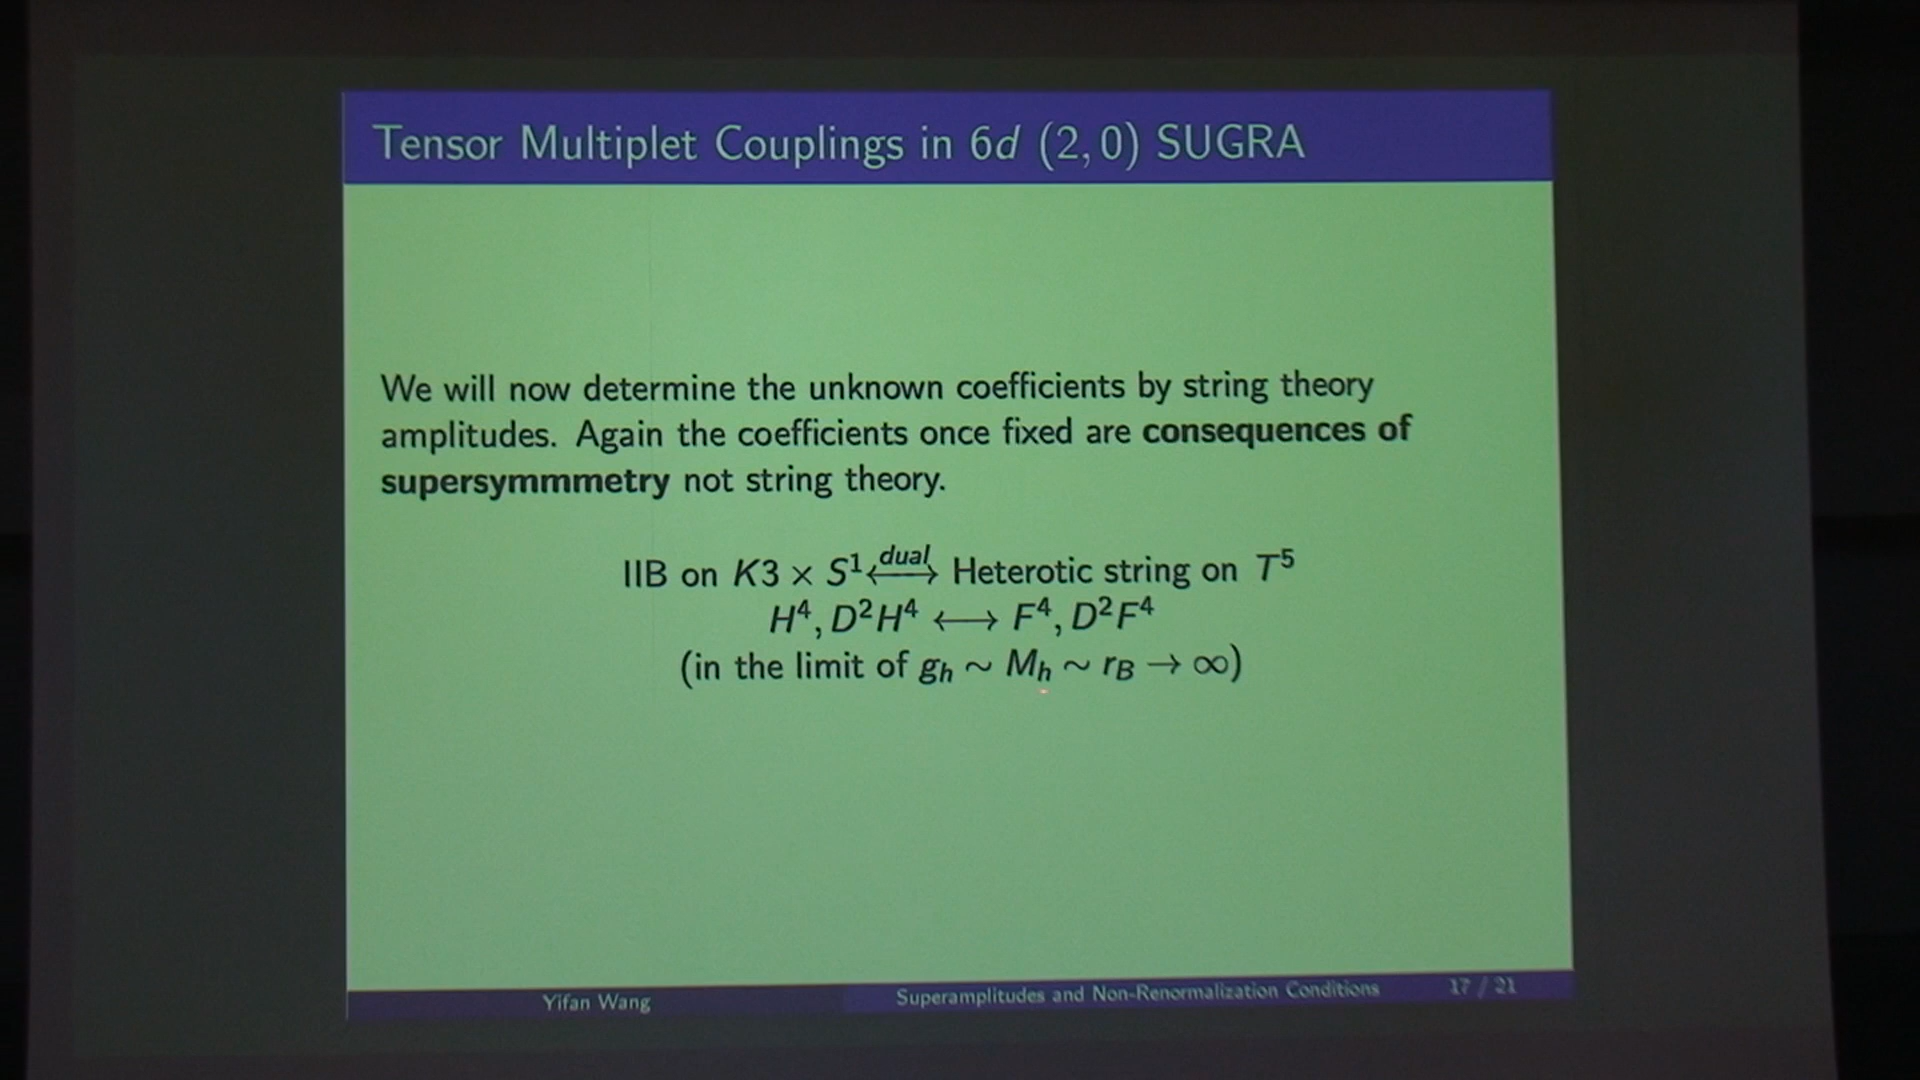 Tensor Multiplet Couplings in 6d (2, 0) SUGRA
We will now determine the unknown coefficients by string theory
amplitudes. Again the coefficients once fixed are consequences of
supersymmmetry not string theory.
IIB on K3 × S¹ ⟷ dual Heterotic string on T⁵
H⁴, D²H⁴ ⟷ F⁴, D²F⁴
(in the limit of gₕ ∼ Mₕ ∼ r_B → ∞)
Yifan Wang Superamplitudes and Non-Renormalization Conditions 17 / 21